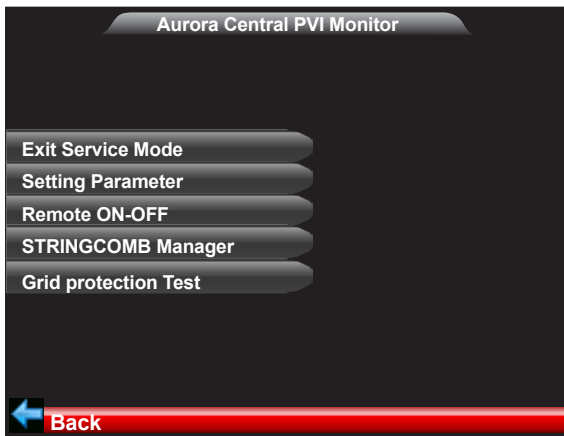 Aurora Central PVI Monitor
Exit Service Mode
Setting Parameter
Remote ON-OFF
STRINGCOMB Manager
Grid protection Test
Back